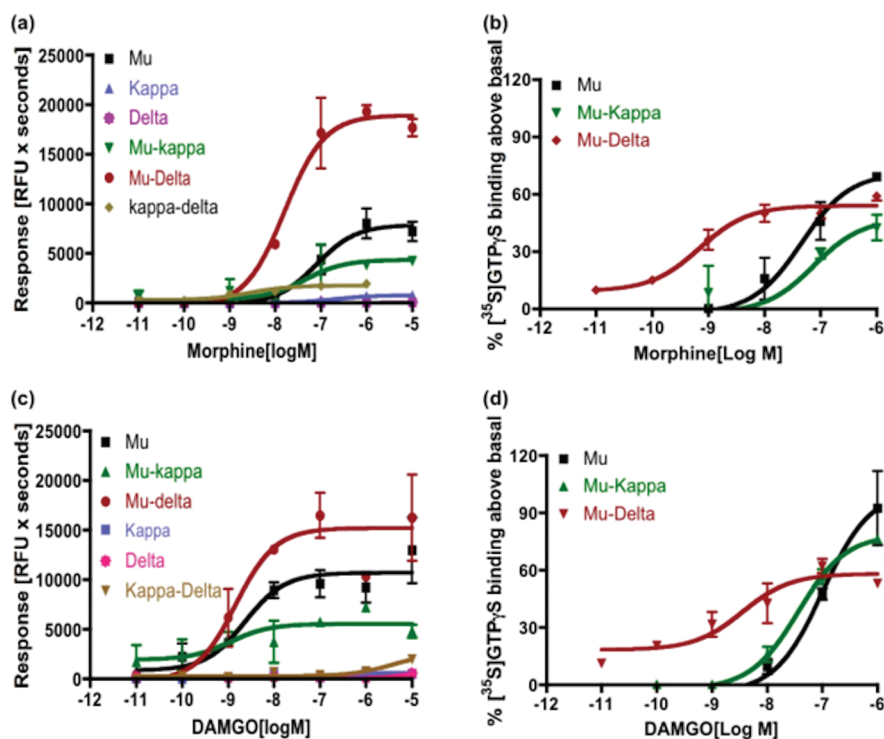 (a)
Response [RFU x seconds]
25000
20000
15000
10000
5000
0
Mu
Kappa
Delta
Mu-kappa
Mu-Delta
kappa-delta
-12 -11 -10 -9 -8 -7 -6 -5
Morphine[logM]
(b)
% [³⁵S]GTPγS binding above basal
120
90
60
30
0
Mu
Mu-Kappa
Mu-Delta
-12 -11 -10 -9 -8 -7 -6
Morphine[Log M]
(c)
Response [RFU x seconds]
25000
20000
15000
10000
5000
0
Mu
Mu-kappa
Mu-delta
Kappa
Delta
Kappa-Delta
-12 -11 -10 -9 -8 -7 -6 -5
DAMGO[logM]
(d)
% [³⁵S]GTPγS binding above basal
120
90
60
30
0
Mu
Mu-Kappa
Mu-Delta
-12 -11 -10 -9 -8 -7 -6
DAMGO[Log M]